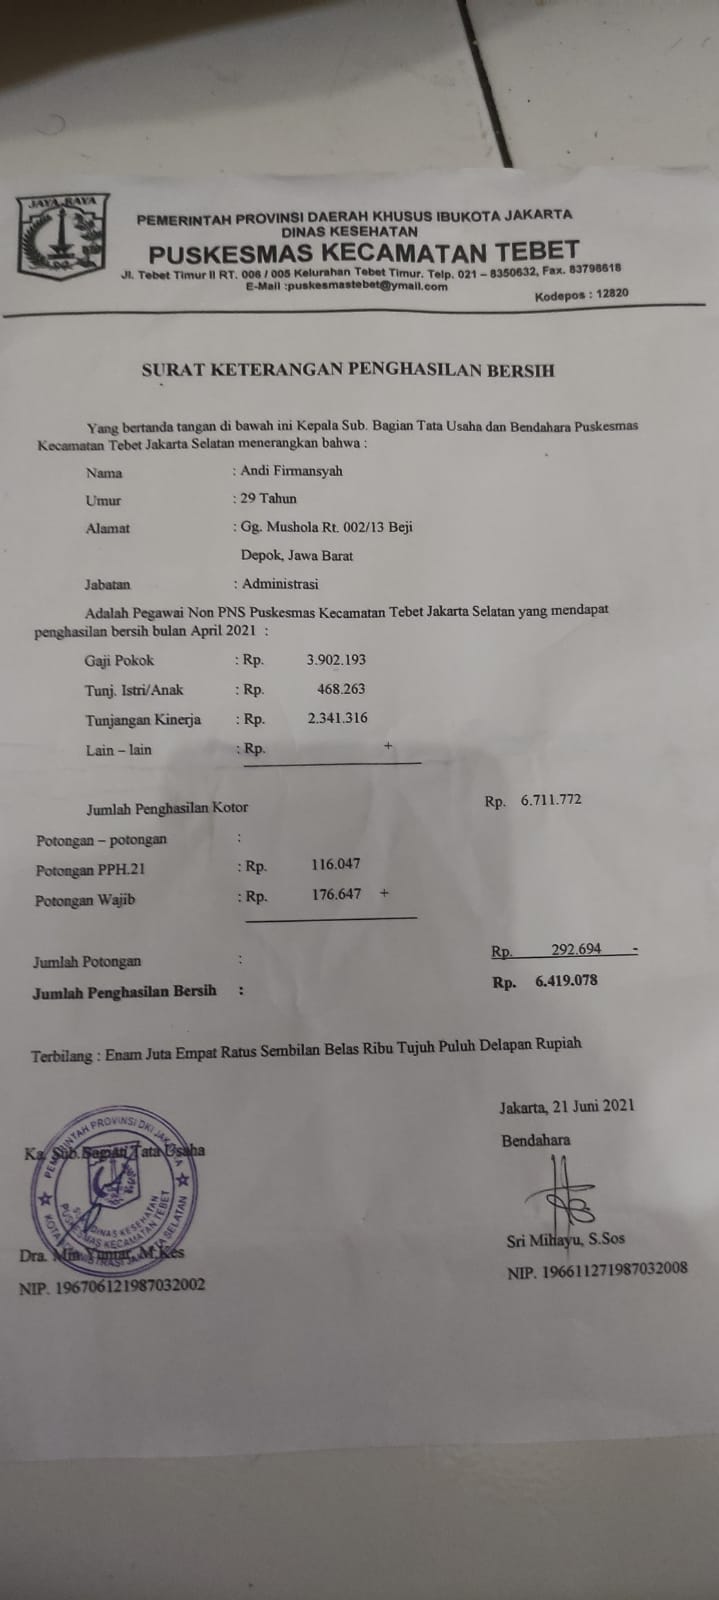 JAYA RAYA
PEMERINTAH PROVINSI DAERAH KHUSUS IBUKOTA JAKARTA
DINAS KESEHATAN
PUSKESMAS KECAMATAN TEBET
Jl. Tebet Timur II RT. 006 / 005 Kelurahan Tebet Timur. Telp. 021 – 8350632, Fax. 83798618
E-Mail :puskesmastebet@ymail.com
Kodepos : 12820
SURAT KETERANGAN PENGHASILAN BERSIH
Yang bertanda tangan di bawah ini Kepala Sub. Bagian Tata Usaha dan Bendahara Puskesmas
Kecamatan Tebet Jakarta Selatan menerangkan bahwa :
Nama : Andi Firmansyah
Umur : 29 Tahun
Alamat : Gg. Mushola Rt. 002/13 Beji
Depok, Jawa Barat
Jabatan : Administrasi
Adalah Pegawai Non PNS Puskesmas Kecamatan Tebet Jakarta Selatan yang mendapat
penghasilan bersih bulan April 2021 :
Gaji Pokok : Rp. 3.902.193
Tunj. Istri/Anak : Rp. 468.263
Tunjangan Kinerja : Rp. 2.341.316
Lain – lain : Rp. +
Jumlah Penghasilan Kotor Rp. 6.711.772
Potongan – potongan :
Potongan PPH.21 : Rp. 116.047
Potongan Wajib : Rp. 176.647 +
Jumlah Potongan : Rp. 292.694 -
Jumlah Penghasilan Bersih : Rp. 6.419.078
Terbilang : Enam Juta Empat Ratus Sembilan Belas Ribu Tujuh Puluh Delapan Rupiah
Jakarta, 21 Juni 2021
Ka. Sub.Bagian Tata Usaha
Bendahara
PEMERINTAH PROVINSI DKI JAKARTA
DINAS KESEHATAN
PUSKESMAS KECAMATAN TEBET
KOTA ADMINISTRASI JAKARTA SELATAN
Dra. M.Kes
NIP. 196706121987032002
Sri Mihayu, S.Sos
NIP. 196611271987032008